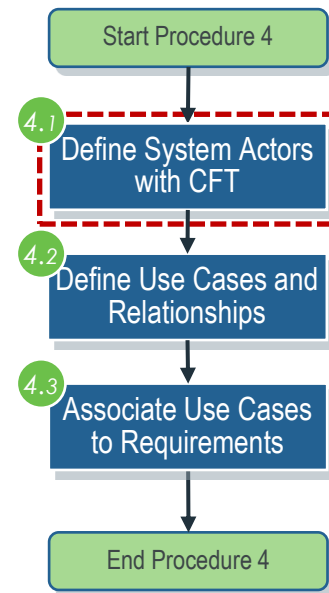 Start Procedure 4
4.1
Define System Actors
with CFT
4.2
Define Use Cases and
Relationships
4.3
Associate Use Cases
to Requirements
End Procedure 4